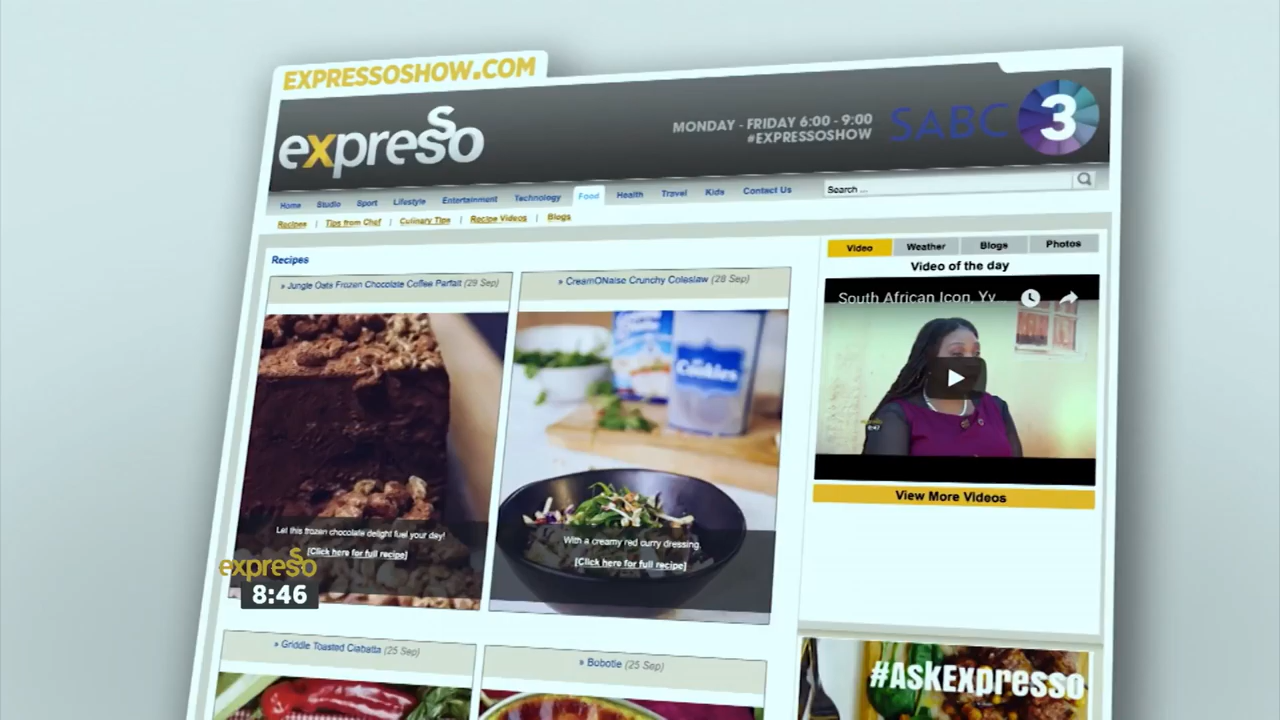 EXPRESSOSHOW.COM
expresso
MONDAY - FRIDAY 6:00 - 9:00
#EXPRESSOSHOW
SABC 3
Home Studio Sport Lifestyle Entertainment Technology Food Health Travel Kids Contact Us
Search ...
Recipes | Tips from Chef | Culinary Tips | Recipe Videos | Blogs
Recipes
» Jungle Oats Frozen Chocolate Coffee Parfait (29 Sep)
» CreamONaise Crunchy Coleslaw (28 Sep)
Cookies
Let this frozen chocolate delight fuel your day!
[Click here for full recipe]
With a creamy red curry dressing.
[Click here for full recipe]
Video Weather Blogs Photos
Video of the day
South African Icon, Yv...
8:47
View More Videos
expresso
8:46
» Griddle Toasted Ciabatta (25 Sep)
» Bobotie (25 Sep)
#AskExpresso